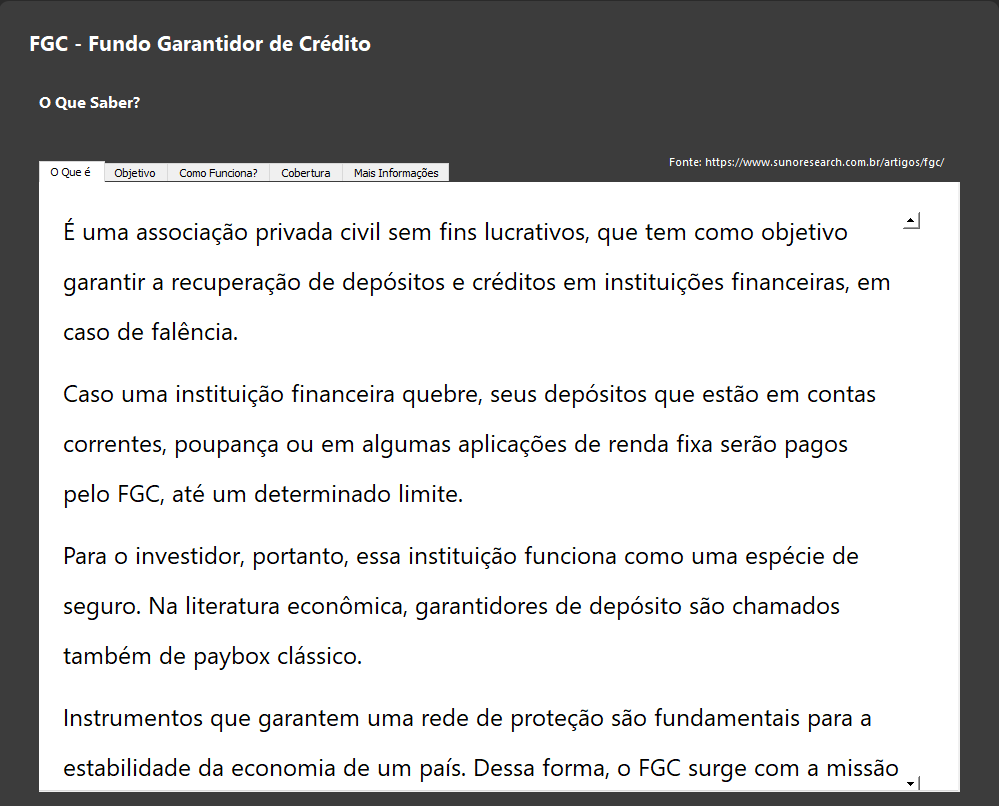 FGC - Fundo Garantidor de Crédito
O Que Saber?
Fonte: https://www.sunoresearch.com.br/artigos/fgc/
O Que é
Objetivo
Como Funciona?
Cobertura
Mais Informações
É uma associação privada civil sem fins lucrativos, que tem como objetivo
garantir a recuperação de depósitos e créditos em instituições financeiras, em
caso de falência.
Caso uma instituição financeira quebre, seus depósitos que estão em contas
correntes, poupança ou em algumas aplicações de renda fixa serão pagos
pelo FGC, até um determinado limite.
Para o investidor, portanto, essa instituição funciona como uma espécie de
seguro. Na literatura econômica, garantidores de depósito são chamados
também de paybox clássico.
Instrumentos que garantem uma rede de proteção são fundamentais para a
estabilidade da economia de um país. Dessa forma, o FGC surge com a missão